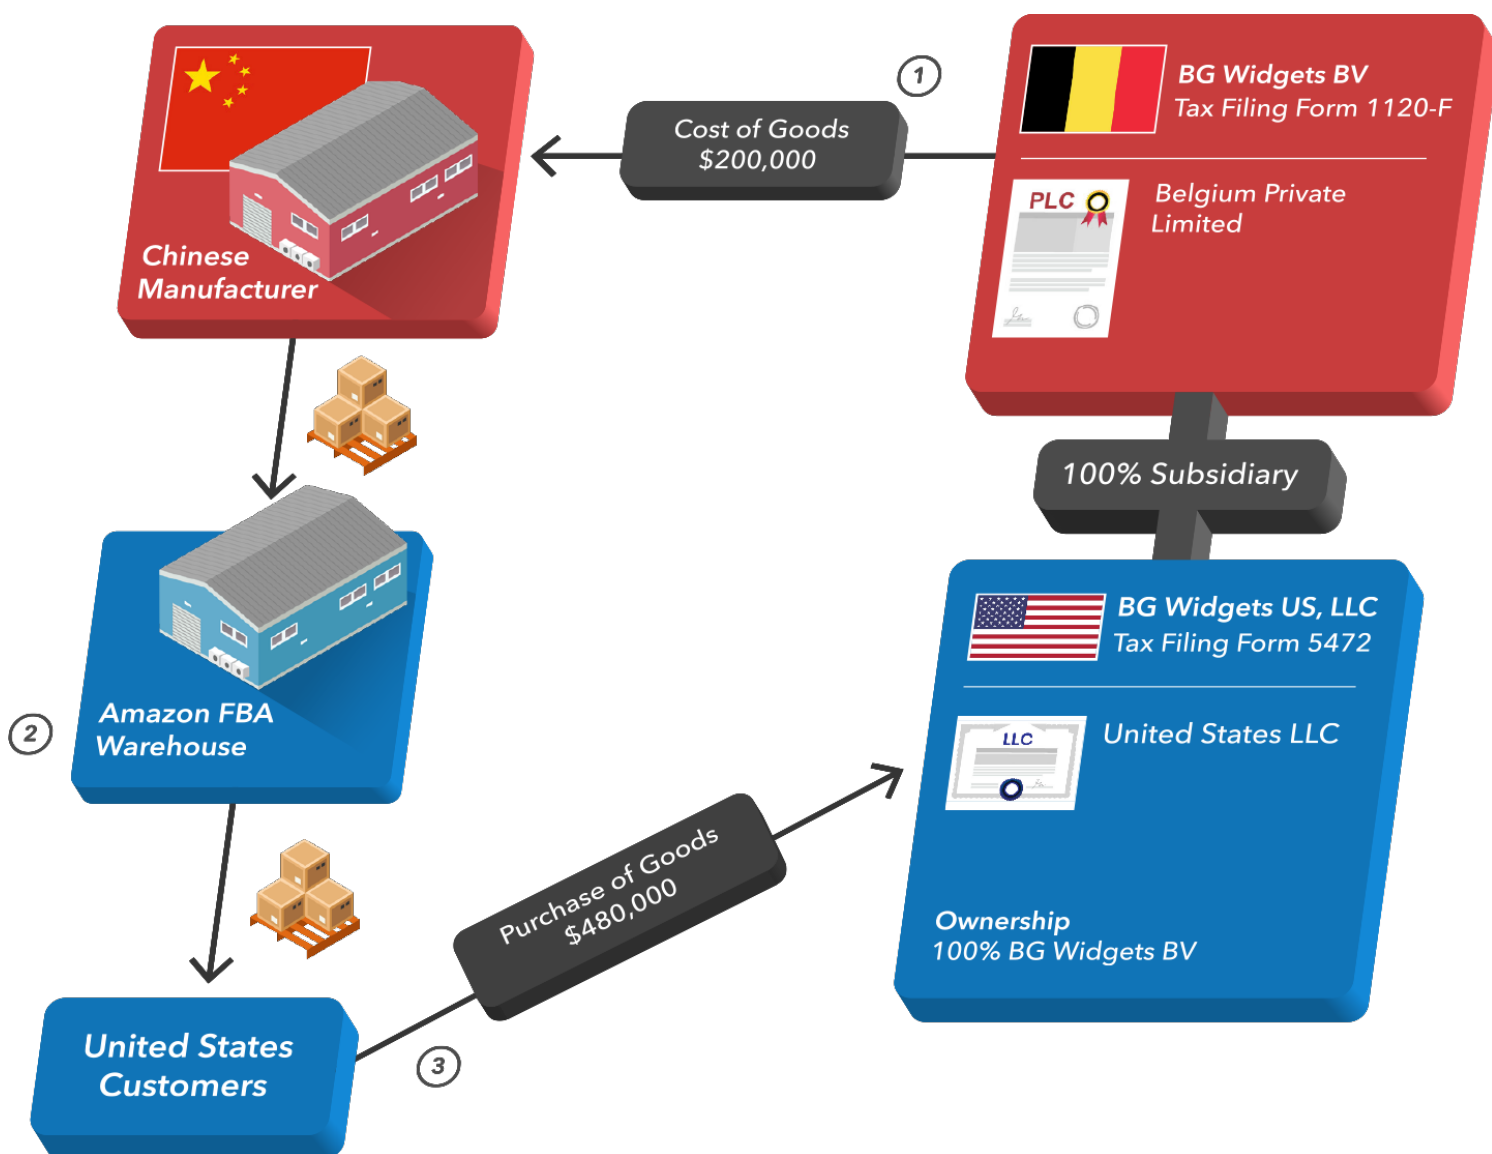 1
BG Widgets BV
Tax Filing Form 1120-F
Cost of Goods
$200,000
PLC
Belgium Private
Limited
Chinese
Manufacturer
100% Subsidiary
BG Widgets US, LLC
Tax Filing Form 5472
LLC
United States LLC
Amazon FBA
Warehouse
2
Purchase of Goods
$480,000
Ownership
100% BG Widgets BV
United States
Customers
3